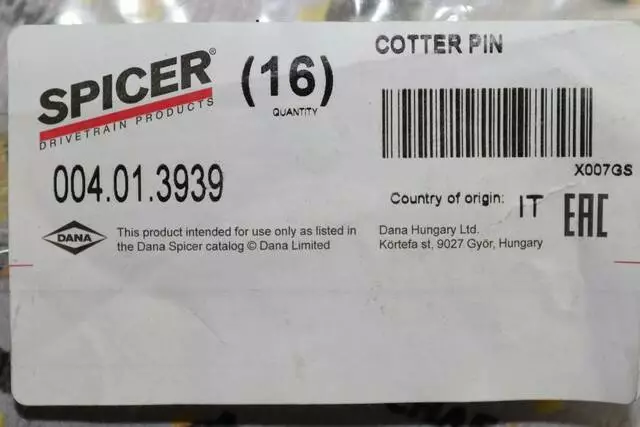 SPICER®
DRIVETRAIN PRODUCTS
(16)
QUANTITY
COTTER PIN
X007GS
004.01.3939
Country of origin: IT
EAC
DANA
This product intended for use only as listed in
the Dana Spicer catalog © Dana Limited
Dana Hungary Ltd.
Körtefa st, 9027 Győr, Hungary